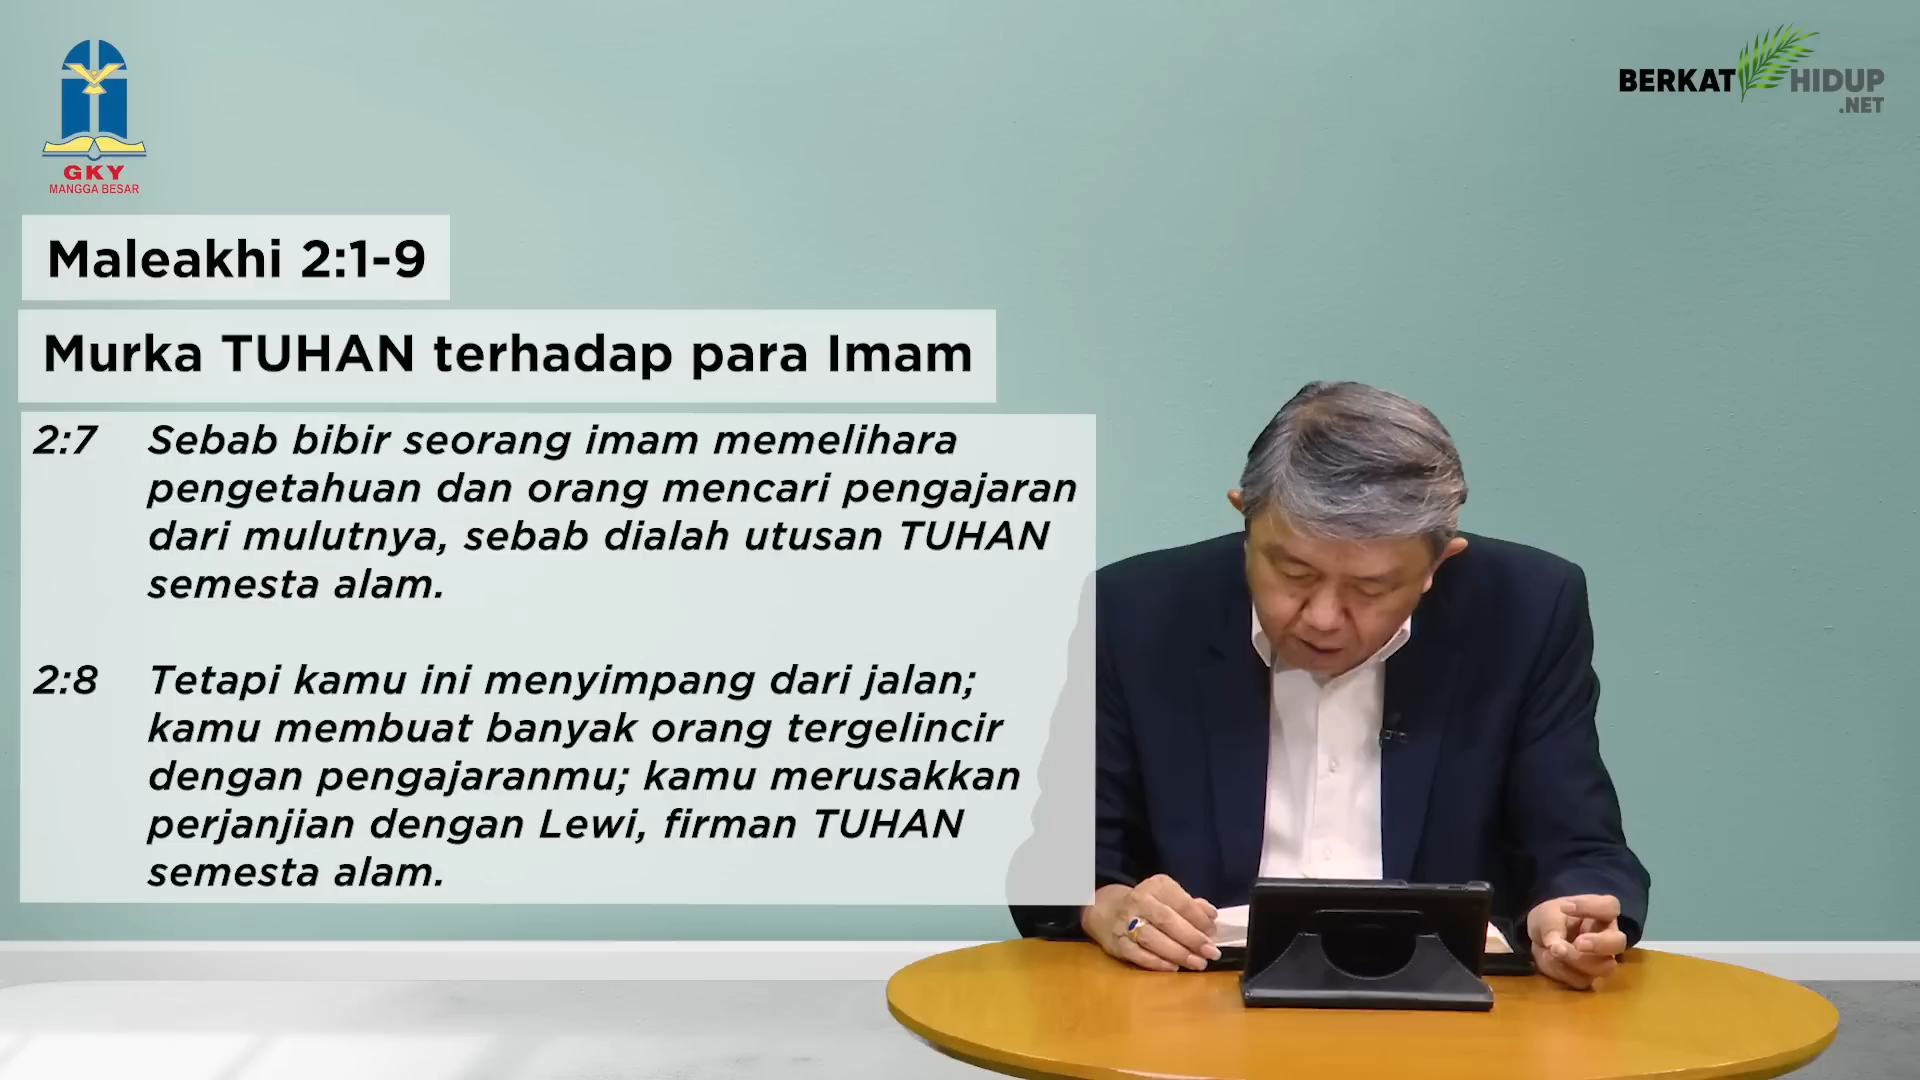 GKY
MANGGA BESAR
BERKAT HIDUP
.NET
Maleakhi 2:1-9
Murka TUHAN terhadap para Imam
2:7 Sebab bibir seorang imam memelihara
pengetahuan dan orang mencari pengajaran
dari mulutnya, sebab dialah utusan TUHAN
semesta alam.
2:8 Tetapi kamu ini menyimpang dari jalan;
kamu membuat banyak orang tergelincir
dengan pengajaranmu; kamu merusakkan
perjanjian dengan Lewi, firman TUHAN
semesta alam.